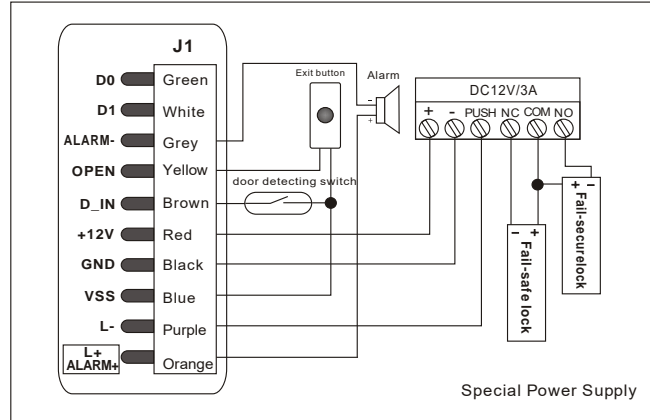 J1
D0 Green
D1 White
ALARM- Grey
OPEN Yellow
D_IN Brown
+12V Red
GND Black
VSS Blue
L- Purple
L+
ALARM+ Orange
Exit button
Alarm
-
+
door detecting switch
DC12V/3A
+ - PUSH NC COM NO
- +
Fail-safe lock
+ -
Fail-securelock
Special Power Supply